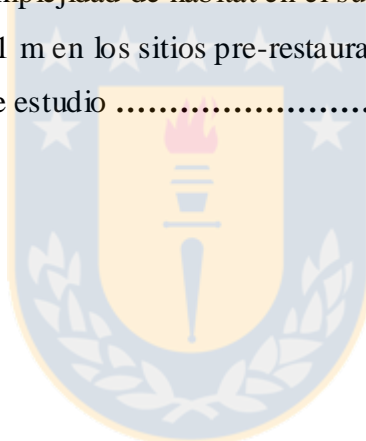 mplejidad de hábitat en el su
1 m en los sitios pre-restaura
e estudio ........................